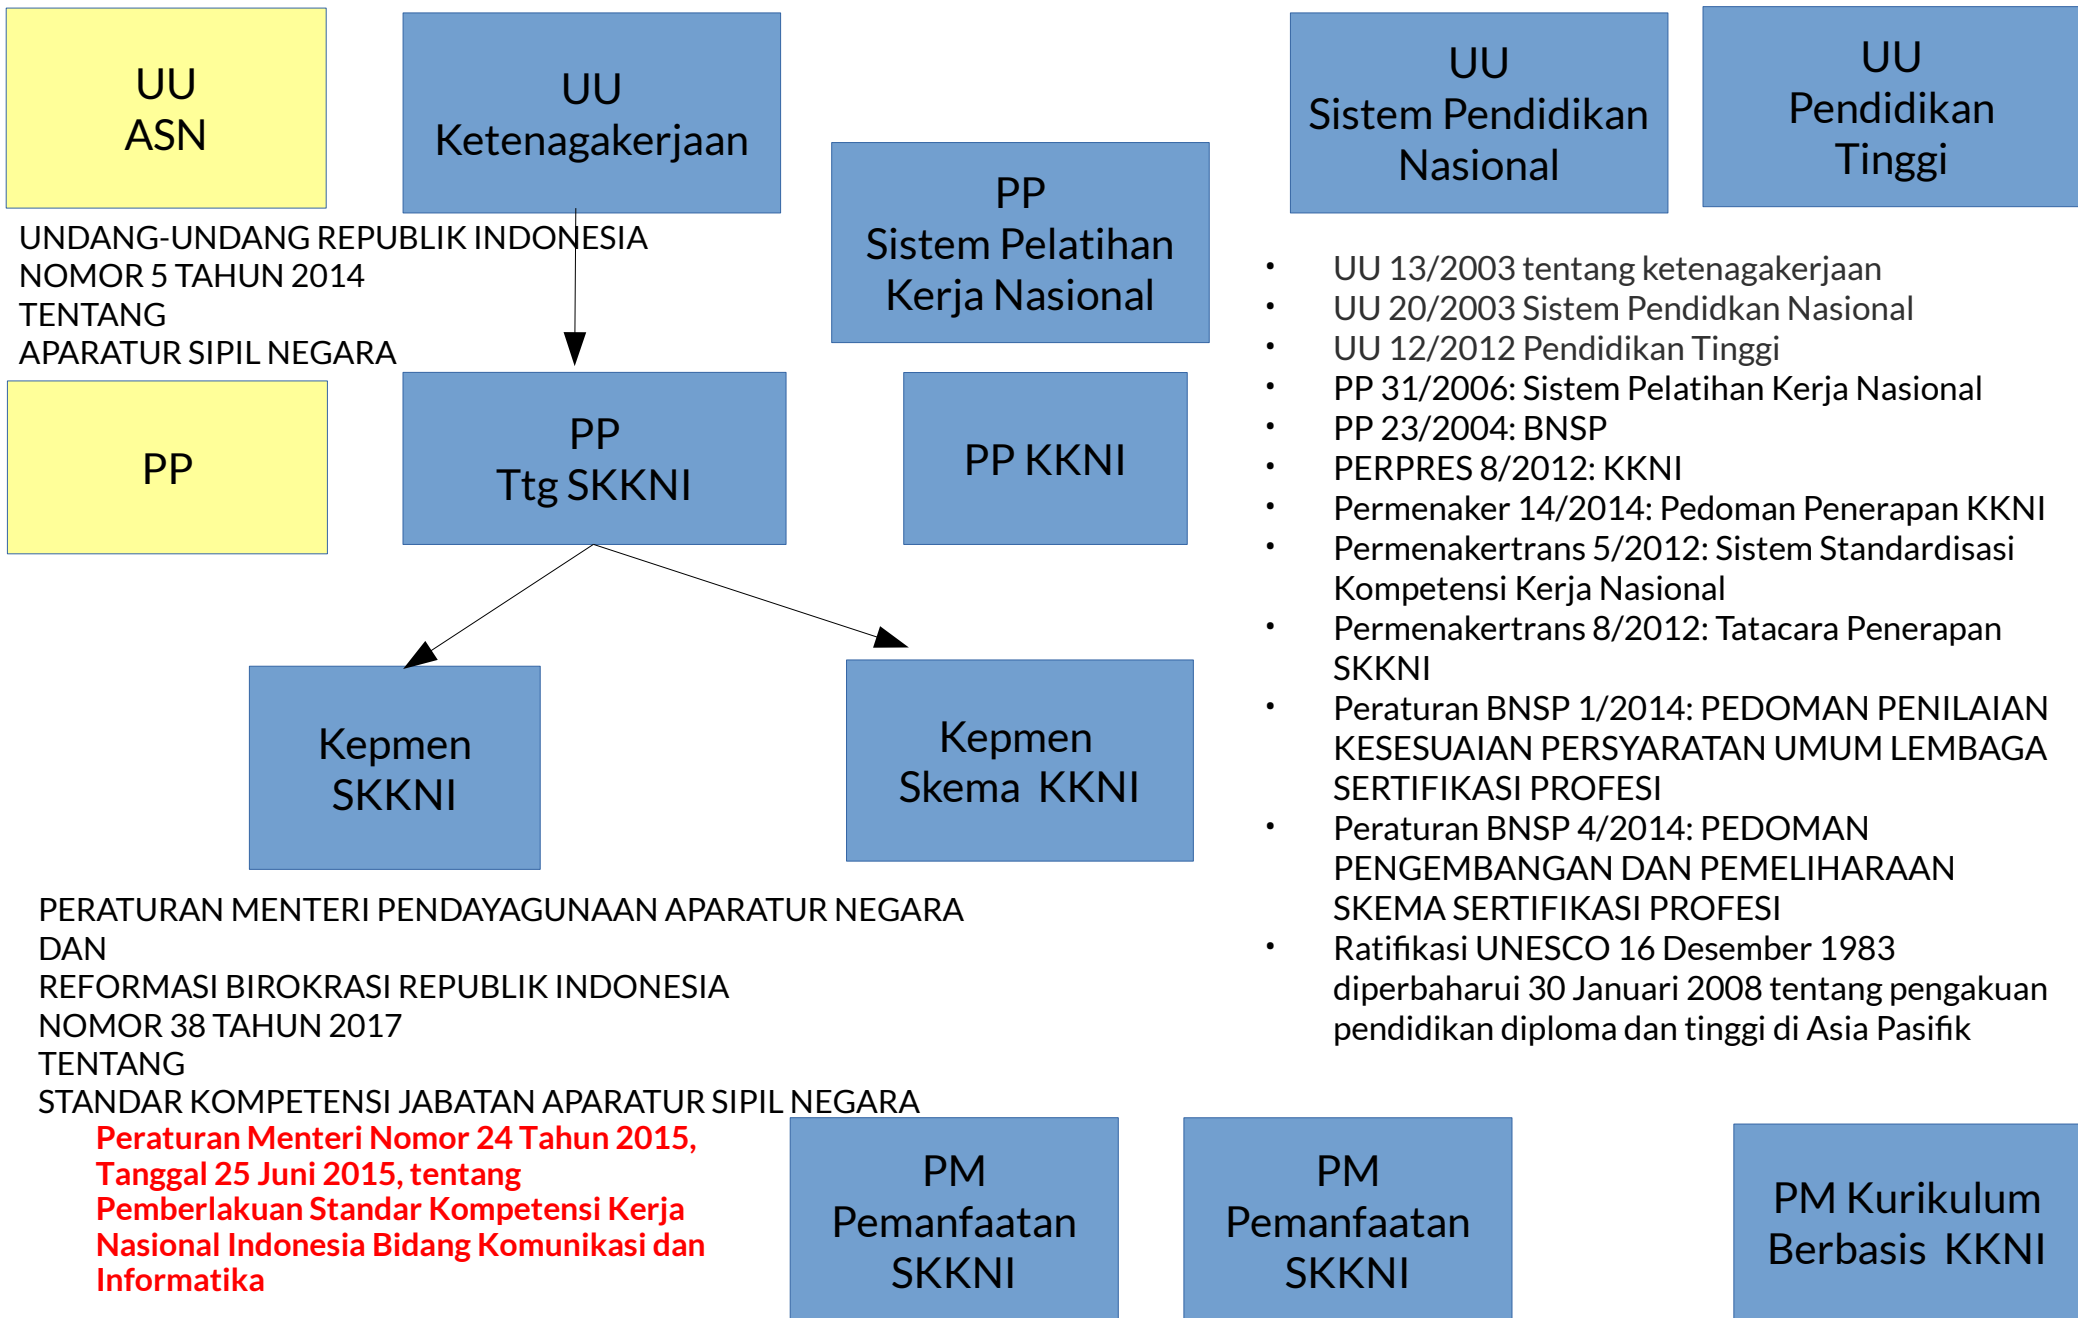 UU
ASN
UU
Ketenagakerjaan
PP
Sistem Pelatihan
Kerja Nasional
UU
Sistem Pendidikan
Nasional
UU
Pendidikan
Tinggi
UNDANG-UNDANG REPUBLIK INDONESIA
NOMOR 5 TAHUN 2014
TENTANG
APARATUR SIPIL NEGARA
PP
PP
Ttg SKKNI
PP KKNI
• UU 13/2003 tentang ketenagakerjaan
• UU 20/2003 Sistem Pendidkan Nasional
• UU 12/2012 Pendidikan Tinggi
• PP 31/2006: Sistem Pelatihan Kerja Nasional
• PP 23/2004: BNSP
• PERPRES 8/2012: KKNI
• Permenaker 14/2014: Pedoman Penerapan KKNI
• Permenakertrans 5/2012: Sistem Standardisasi
Kompetensi Kerja Nasional
• Permenakertrans 8/2012: Tatacara Penerapan
SKKNI
• Peraturan BNSP 1/2014: PEDOMAN PENILAIAN
KESESUAIAN PERSYARATAN UMUM LEMBAGA
SERTIFIKASI PROFESI
• Peraturan BNSP 4/2014: PEDOMAN
PENGEMBANGAN DAN PEMELIHARAAN
SKEMA SERTIFIKASI PROFESI
• Ratifikasi UNESCO 16 Desember 1983
diperbaharui 30 Januari 2008 tentang pengakuan
pendidikan diploma dan tinggi di Asia Pasifik
Kepmen
SKKNI
Kepmen
Skema KKNI
PERATURAN MENTERI PENDAYAGUNAAN APARATUR NEGARA
DAN
REFORMASI BIROKRASI REPUBLIK INDONESIA
NOMOR 38 TAHUN 2017
TENTANG
STANDAR KOMPETENSI JABATAN APARATUR SIPIL NEGARA
Peraturan Menteri Nomor 24 Tahun 2015,
Tanggal 25 Juni 2015, tentang
Pemberlakuan Standar Kompetensi Kerja
Nasional Indonesia Bidang Komunikasi dan
Informatika
PM
Pemanfaatan
SKKNI
PM
Pemanfaatan
SKKNI
PM Kurikulum
Berbasis KKNI